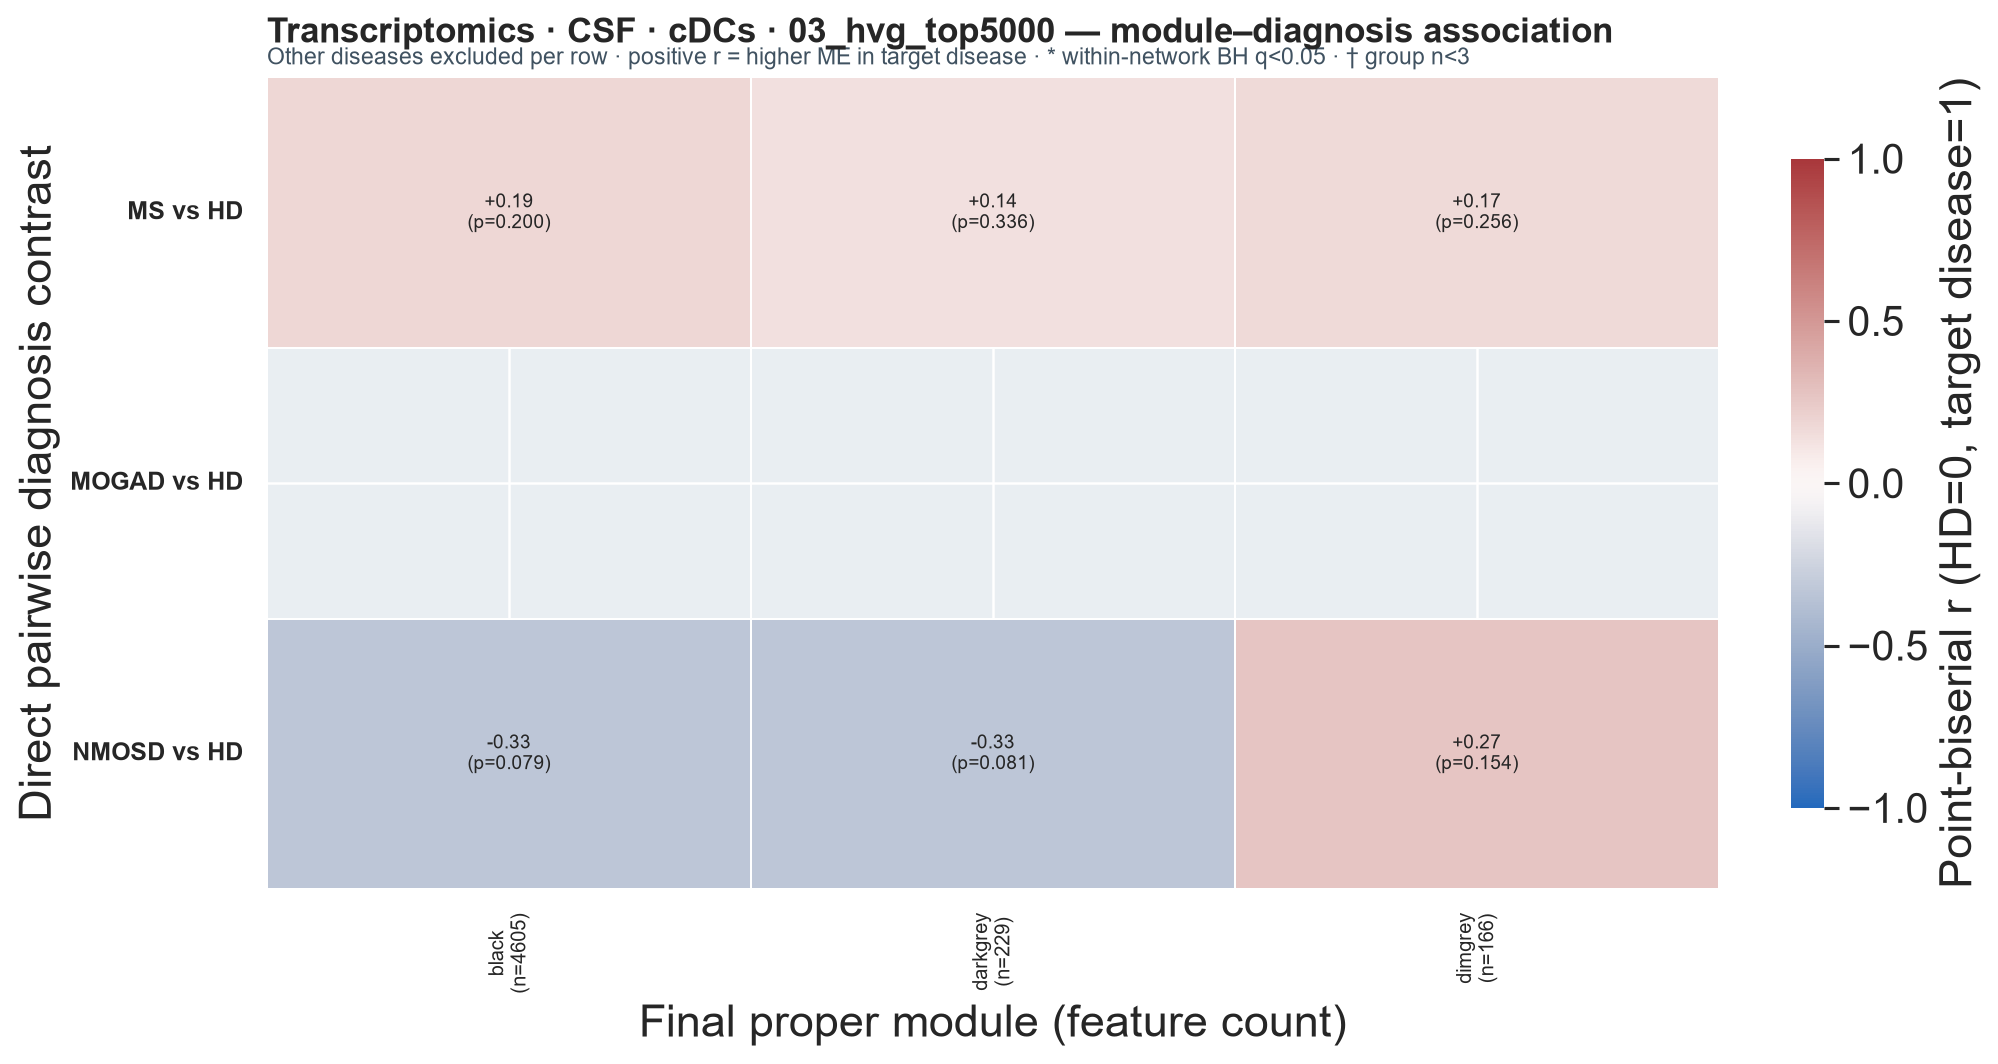 Transcriptomics · CSF · cDCs · 03_hvg_top5000 — module–diagnosis association
Other diseases excluded per row · positive r = higher ME in target disease · * within-network BH q<0.05 · † group n<3
Direct pairwise diagnosis contrast
MS vs HD
+0.19
(p=0.200)
+0.14
(p=0.336)
+0.17
(p=0.256)
MOGAD vs HD
NMOSD vs HD
-0.33
(p=0.079)
-0.33
(p=0.081)
+0.27
(p=0.154)
black
(n=4605)
darkgrey
(n=229)
dimgrey
(n=166)
Final proper module (feature count)
1.0
0.5
0.0
−0.5
−1.0
Point-biserial r (HD=0, target disease=1)